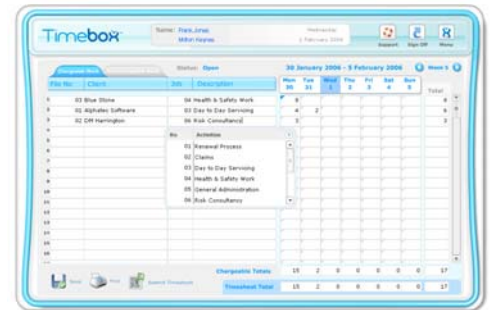 Timebox
Name: Frank Jones
Milton Keynes
Wednesday
1 February 2006
Support Sign Off Menu
Chargeable Work
Status: Open
30 January 2006 - 5 February 2006
Week 5
File No Client Job Description
Mon Tue Wed Thu Fri Sat Sun
30 31 1 2 3 4 5
Total
03 Blue Stone 04 Health & Safety Work 8 8
01 Alphatec Software 03 Day to Day Servicing 4 2 6
02 DM Harrington 06 Risk Consultancy 3 3
No Activities
01 Renewal Process
02 Claims
03 Day to Day Servicing
04 Health & Safety Work
05 General Administration
06 Risk Consultancy
Chargeable Totals 15 2 0 0 0 0 0 17
Save Print Submit Timesheet
Timesheet Total 15 2 0 0 0 0 0 17